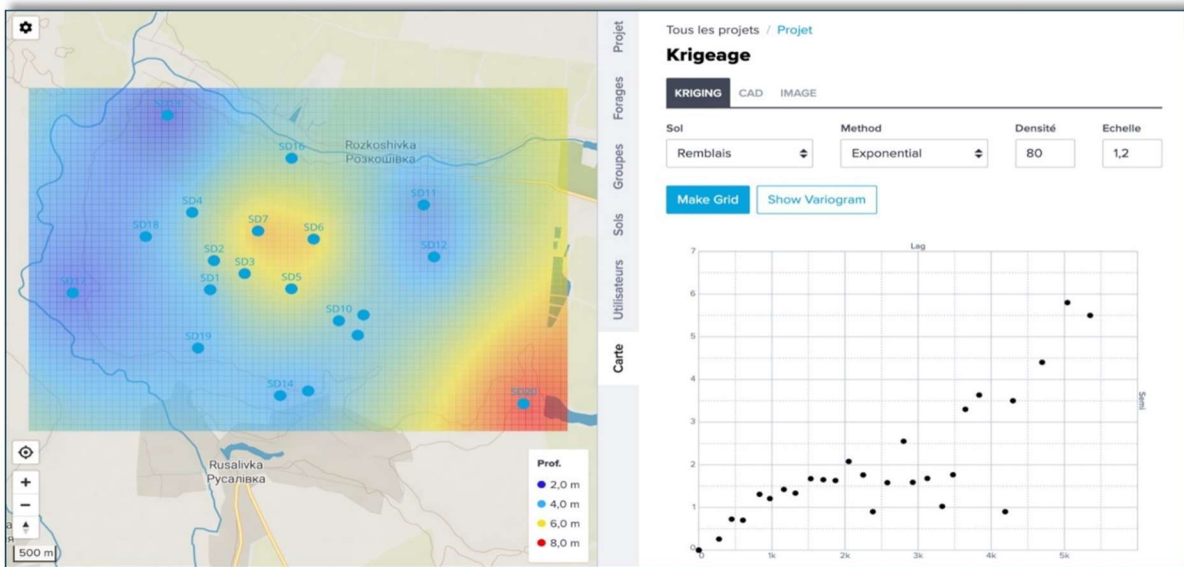 SD13
SD16
Rozkoshivka
Розкошівка
SD11
SD4
SD7
SD6
SD18
SD2
SD12
SD3
SD1
SD5
SD17
SD10
SD19
SD14
SD20
Rusalivka
Русалівка
500 m
Prof.
2,0 m
4,0 m
6,0 m
8,0 m
Projet
Forages
Groupes
Sols
Utilisateurs
Carte
Tous les projets / Projet
Krigeage
KRIGING CAD IMAGE
Sol Method Densité Echelle
Remblais Exponential 80 1,2
Make Grid Show Variogram
Lag
7
6
5
4
3
2
1
0
0 1k 2k 3k 4k 5k
Semi